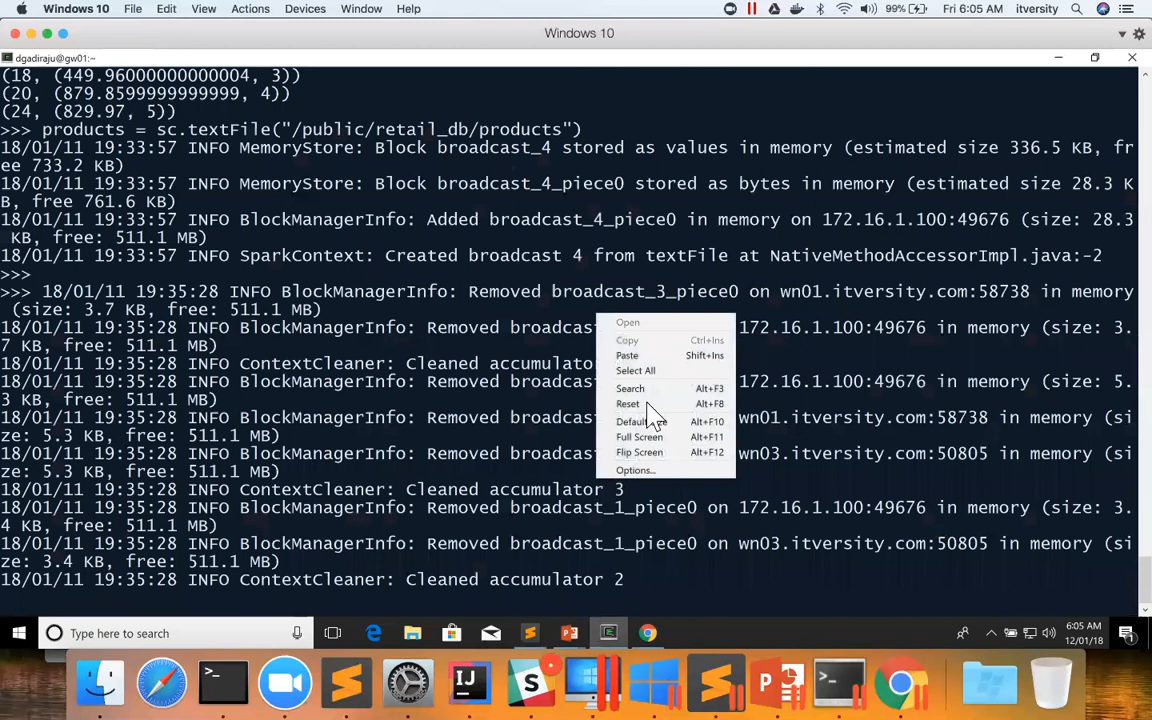 Windows 10 File Edit View Actions Devices Window Help 99% Fri 6:05 AM itversity
Windows 10
dgadiraju@gw01:~
(18, (449.96000000000004, 3))
(20, (879.8599999999999, 4))
(24, (829.97, 5))
>>> products = sc.textFile("/public/retail_db/products")
18/01/11 19:33:57 INFO MemoryStore: Block broadcast_4 stored as values in memory (estimated size 336.5 KB, fr
ee 733.2 KB)
18/01/11 19:33:57 INFO MemoryStore: Block broadcast_4_piece0 stored as bytes in memory (estimated size 28.3 K
B, free 761.6 KB)
18/01/11 19:33:57 INFO BlockManagerInfo: Added broadcast_4_piece0 in memory on 172.16.1.100:49676 (size: 28.3
KB, free: 511.1 MB)
18/01/11 19:33:57 INFO SparkContext: Created broadcast 4 from textFile at NativeMethodAccessorImpl.java:-2
>>>
>>> 18/01/11 19:35:28 INFO BlockManagerInfo: Removed broadcast_3_piece0 on wn01.itversity.com:58738 in memory
(size: 3.7 KB, free: 511.1 MB)
18/01/11 19:35:28 INFO BlockManagerInfo: Removed broadcas 172.16.1.100:49676 in memory (size: 3.
7 KB, free: 511.1 MB)
18/01/11 19:35:28 INFO ContextCleaner: Cleaned accumulator
18/01/11 19:35:28 INFO BlockManagerInfo: Removed broadcas 172.16.1.100:49676 in memory (size: 5.
3 KB, free: 511.1 MB)
18/01/11 19:35:28 INFO BlockManagerInfo: Removed broadcas wn01.itversity.com:58738 in memory (si
ze: 5.3 KB, free: 511.1 MB)
18/01/11 19:35:28 INFO BlockManagerInfo: Removed broadcas wn03.itversity.com:50805 in memory (si
ze: 5.3 KB, free: 511.1 MB)
18/01/11 19:35:28 INFO ContextCleaner: Cleaned accumulator 3
18/01/11 19:35:28 INFO BlockManagerInfo: Removed broadcast_1_piece0 on 172.16.1.100:49676 in memory (size: 3.
4 KB, free: 511.1 MB)
18/01/11 19:35:28 INFO BlockManagerInfo: Removed broadcast_1_piece0 on wn03.itversity.com:50805 in memory (si
ze: 3.4 KB, free: 511.1 MB)
18/01/11 19:35:28 INFO ContextCleaner: Cleaned accumulator 2
Open
Copy Ctrl+Ins
Paste Shift+Ins
Select All
Search Alt+F3
Reset Alt+F8
Alt+F10
Full Screen Alt+F11
Flip Screen Alt+F12
Options...
Type here to search
6:05 AM
12/01/18